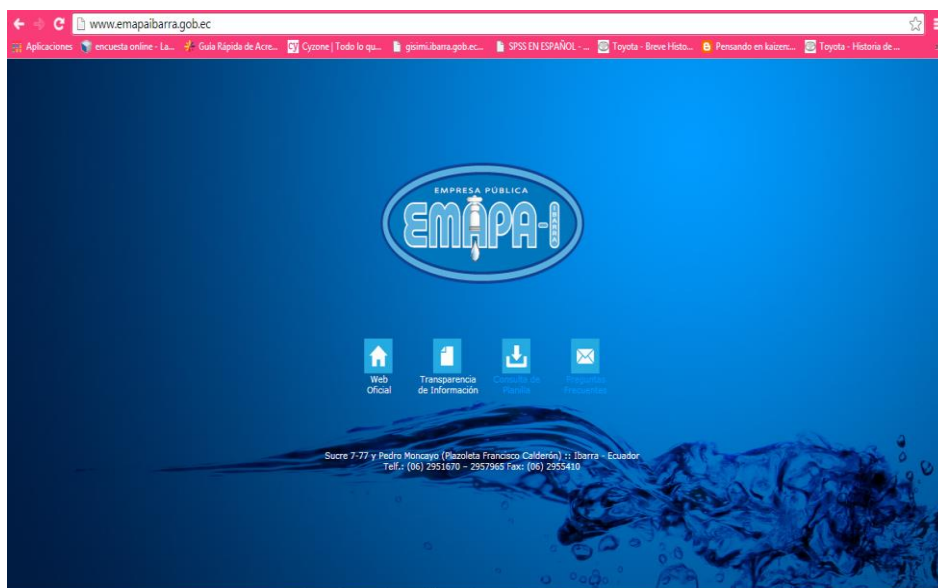 www.emapaibarra.gob.ec
Aplicaciones encuesta online - La... Guía Rápida de Acre... Cyzone | Todo lo qu... gisimi.ibarra.gob.ec... SPSS EN ESPAÑOL - ... Toyota - Breve Histo... Pensando en kaizen:... Toyota - Historia de ...
EMPRESA PÚBLICA
EMAPA-I
IBARRA
Web Oficial
Transparencia de Información
Consulta de Planilla
Preguntas Frecuentes
Sucre 7-77 y Pedro Moncayo (Plazoleta Francisco Calderón) :: Ibarra - Ecuador
Telf.: (06) 2951670 – 2957965 Fax: (06) 2955410